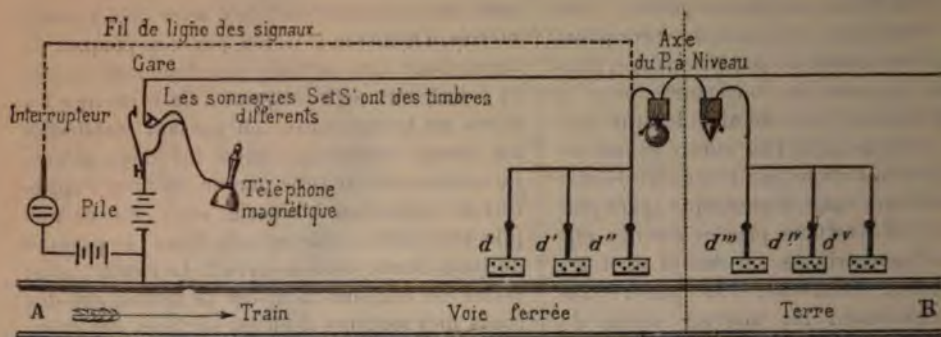 Fil de ligne des signaux
Gare
Axe
du P. a Niveau
Les sonneries S et S' ont des timbres
différents
Interrupteur
Téléphone
magnétique
Pile
d d' d" d''' d^IV d^V
A Train Voie ferrée Terre B